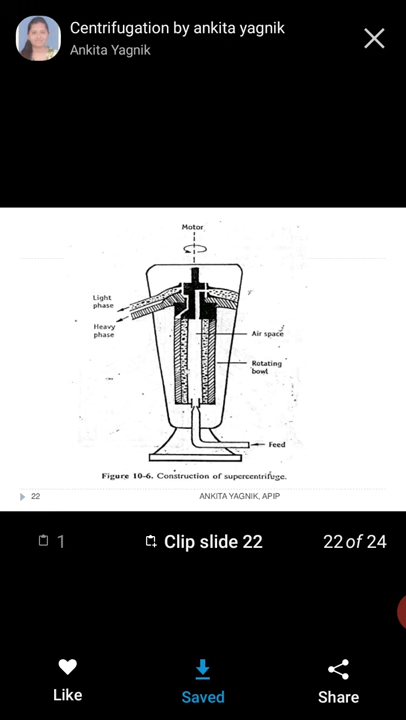 Centrifugation by ankita yagnik
Ankita Yagnik
Motor
Light
phase
Heavy
phase
Air space
Rotating
bowl
Feed
Figure 10-6. Construction of supercentrifuge.
22
ANKITA YAGNIK, APIP
1
Clip slide 22
22 of 24
Like
Saved
Share